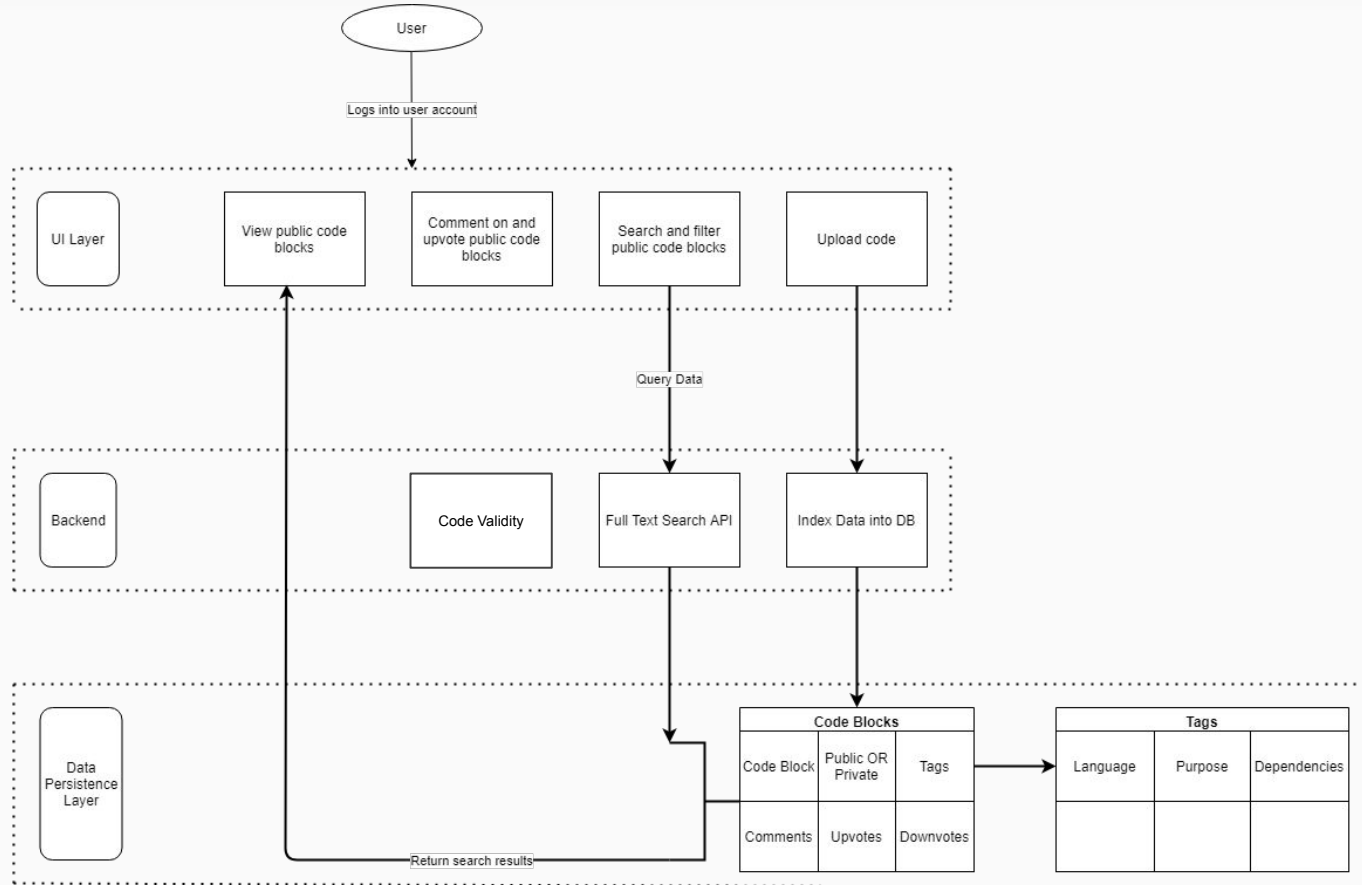 User
Logs into user account
UI Layer
View public code
blocks
Comment on and
upvote public code
blocks
Search and filter
public code blocks
Upload code
Query Data
Backend
Code Validity
Full Text Search API
Index Data into DB
Data
Persistence
Layer
Code Blocks
Code Block
Public OR
Private
Tags
Comments
Upvotes
Downvotes
Tags
Language
Purpose
Dependencies
Return search results